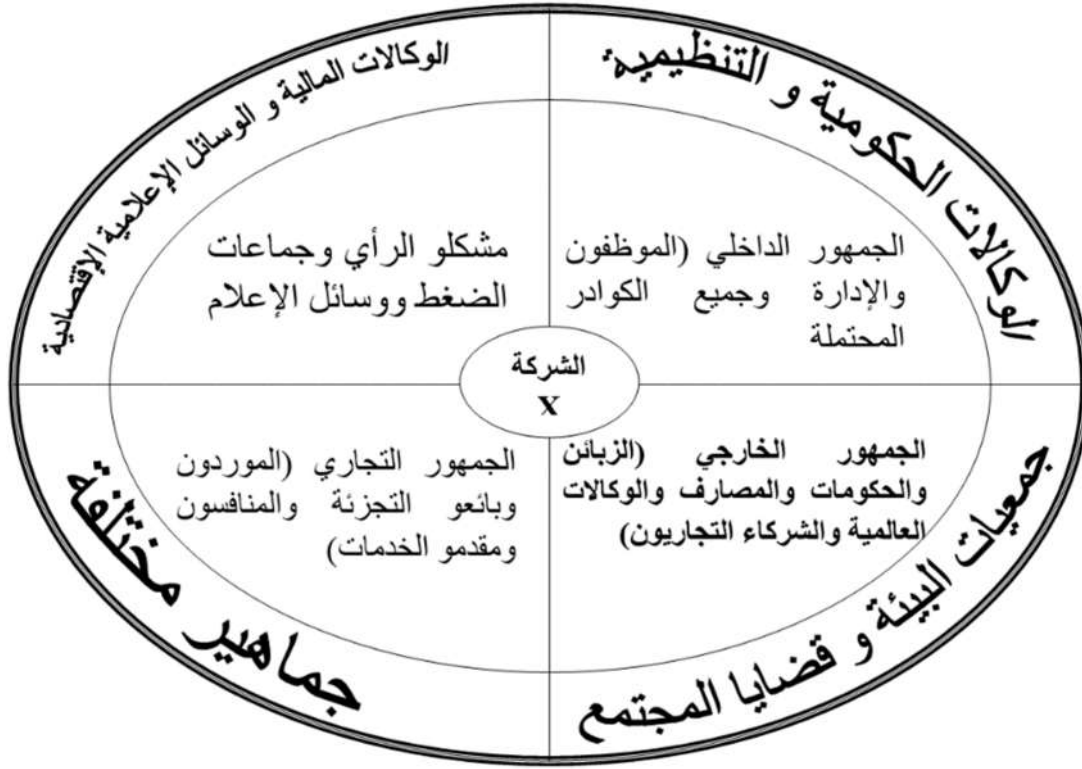 الوكالات الحكومية و التنظيمية
الوكالات المالية و الوسائل الإعلامية الإقتصادية
الجمهور الداخلي (الموظفون
والإدارة وجميع الكوادر
المحتملة
مشكلو الرأي وجماعات
الضغط ووسائل الإعلام
الشركة
X
الجمهور الخارجي (الزبائن
والحكومات والمصارف والوكالات
العالمية والشركاء التجاريون)
الجمهور التجاري (الموردون
وبائعو التجزئة والمنافسون
ومقدمو الخدمات)
جمعيات البيئة و قضايا المجتمع
جماهير مختلفة